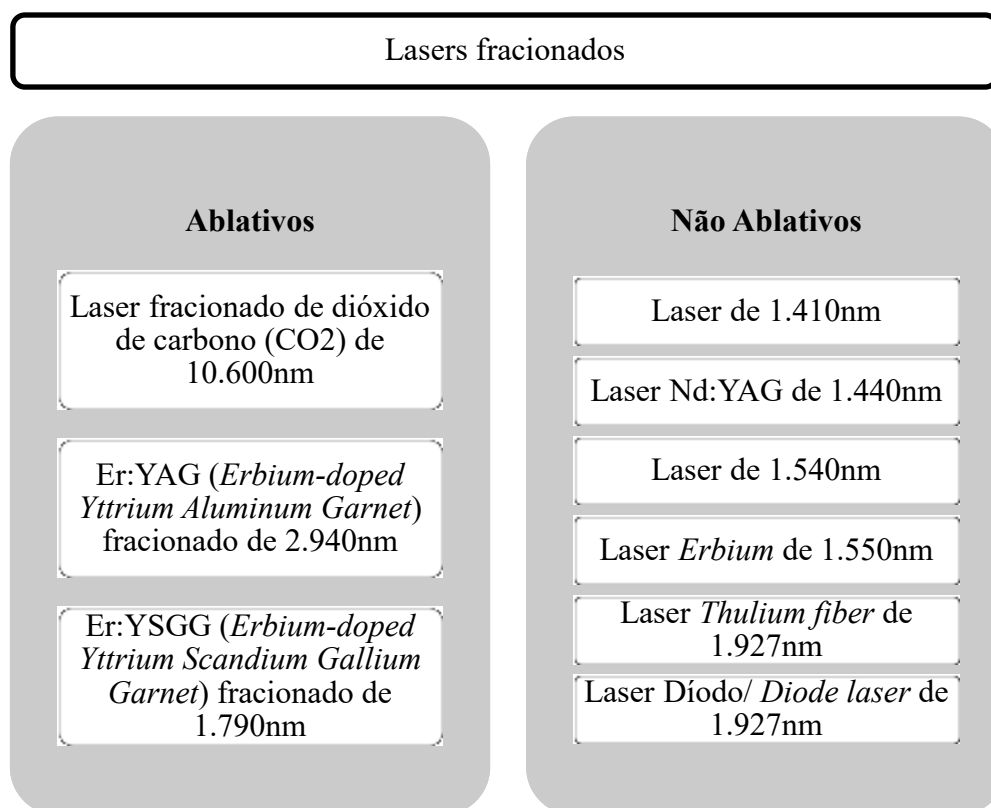 Lasers fracionados
Ablativos
Laser fracionado de dióxido
de carbono (CO2) de
10.600nm
Er:YAG (Erbium-doped
Yttrium Aluminum Garnet)
fracionado de 2.940nm
Er:YSGG (Erbium-doped
Yttrium Scandium Gallium
Garnet) fracionado de
1.790nm
Não Ablativos
Laser de 1.410nm
Laser Nd:YAG de 1.440nm
Laser de 1.540nm
Laser Erbium de 1.550nm
Laser Thulium fiber de
1.927nm
Laser Díodo/ Diode laser de
1.927nm